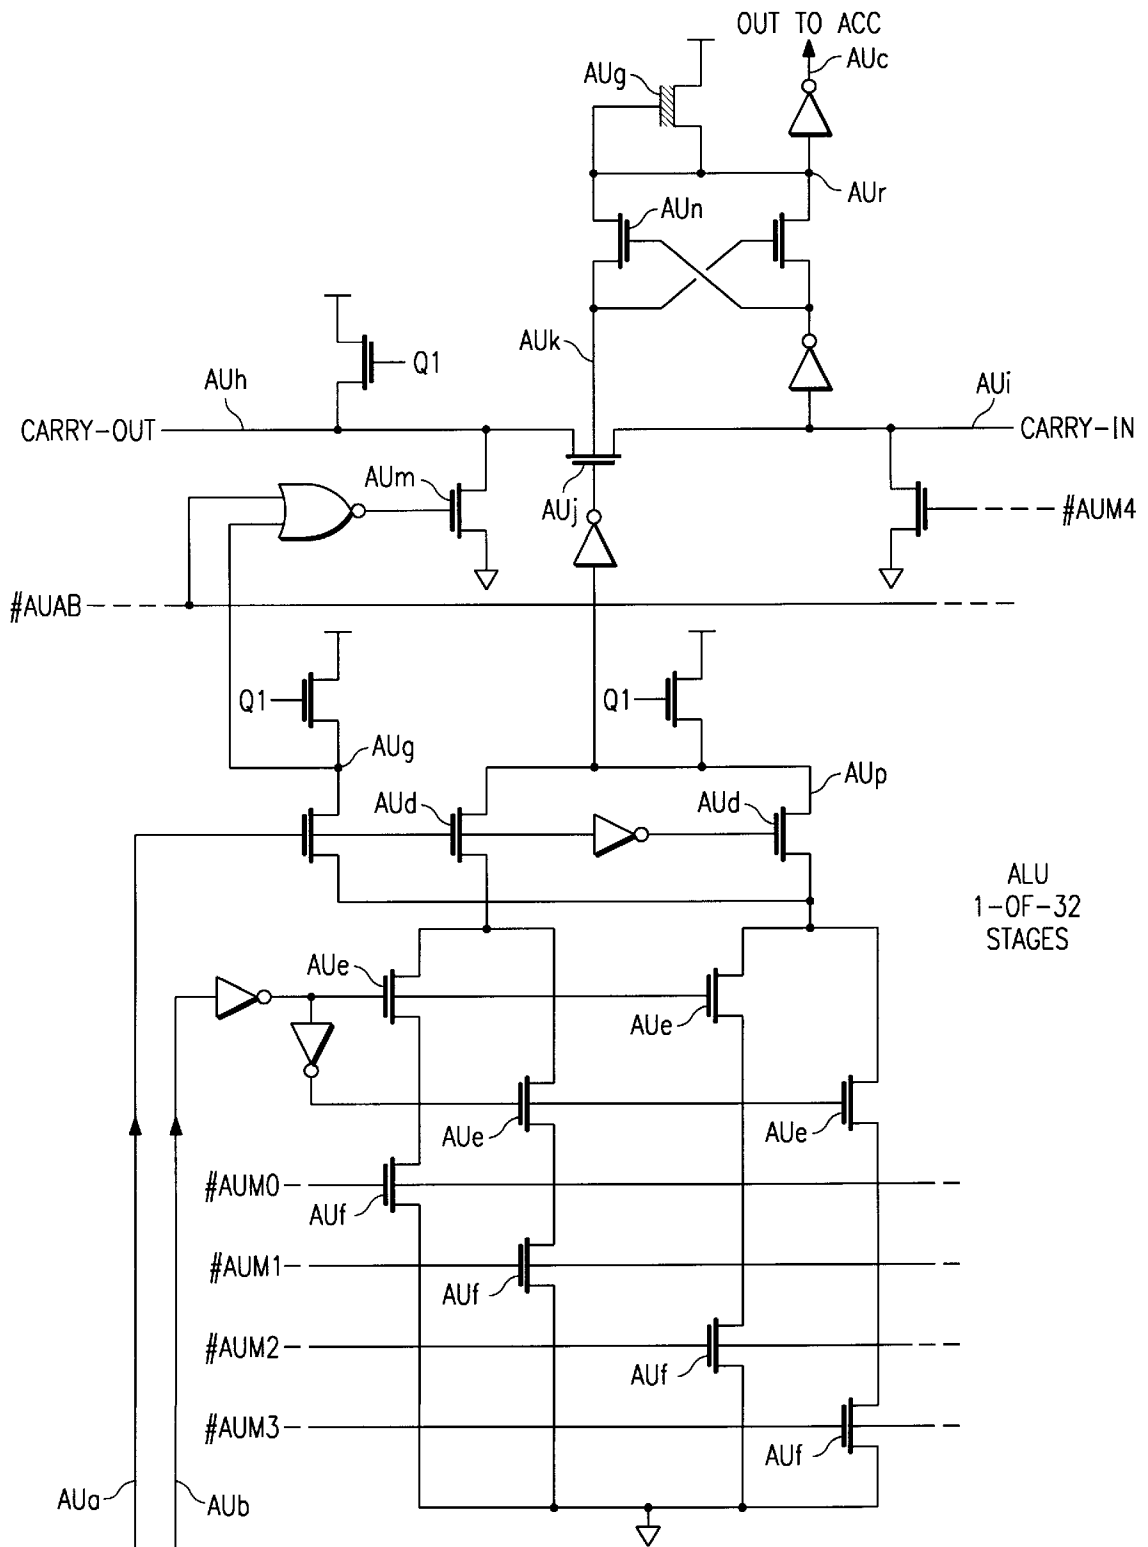 OUT TO ACC
AUc
AUg
AUr
AUn
AUk
Q1
AUh
AUi
CARRY-OUT
CARRY-IN
AUm
AUj
#AUM4
#AUAB
Q1
Q1
AUg
AUp
AUd
AUd
ALU
1-OF-32
STAGES
AUe
AUe
AUe
AUe
#AUM0
AUf
#AUM1
AUf
#AUM2
AUf
#AUM3
AUf
AUa
AUb